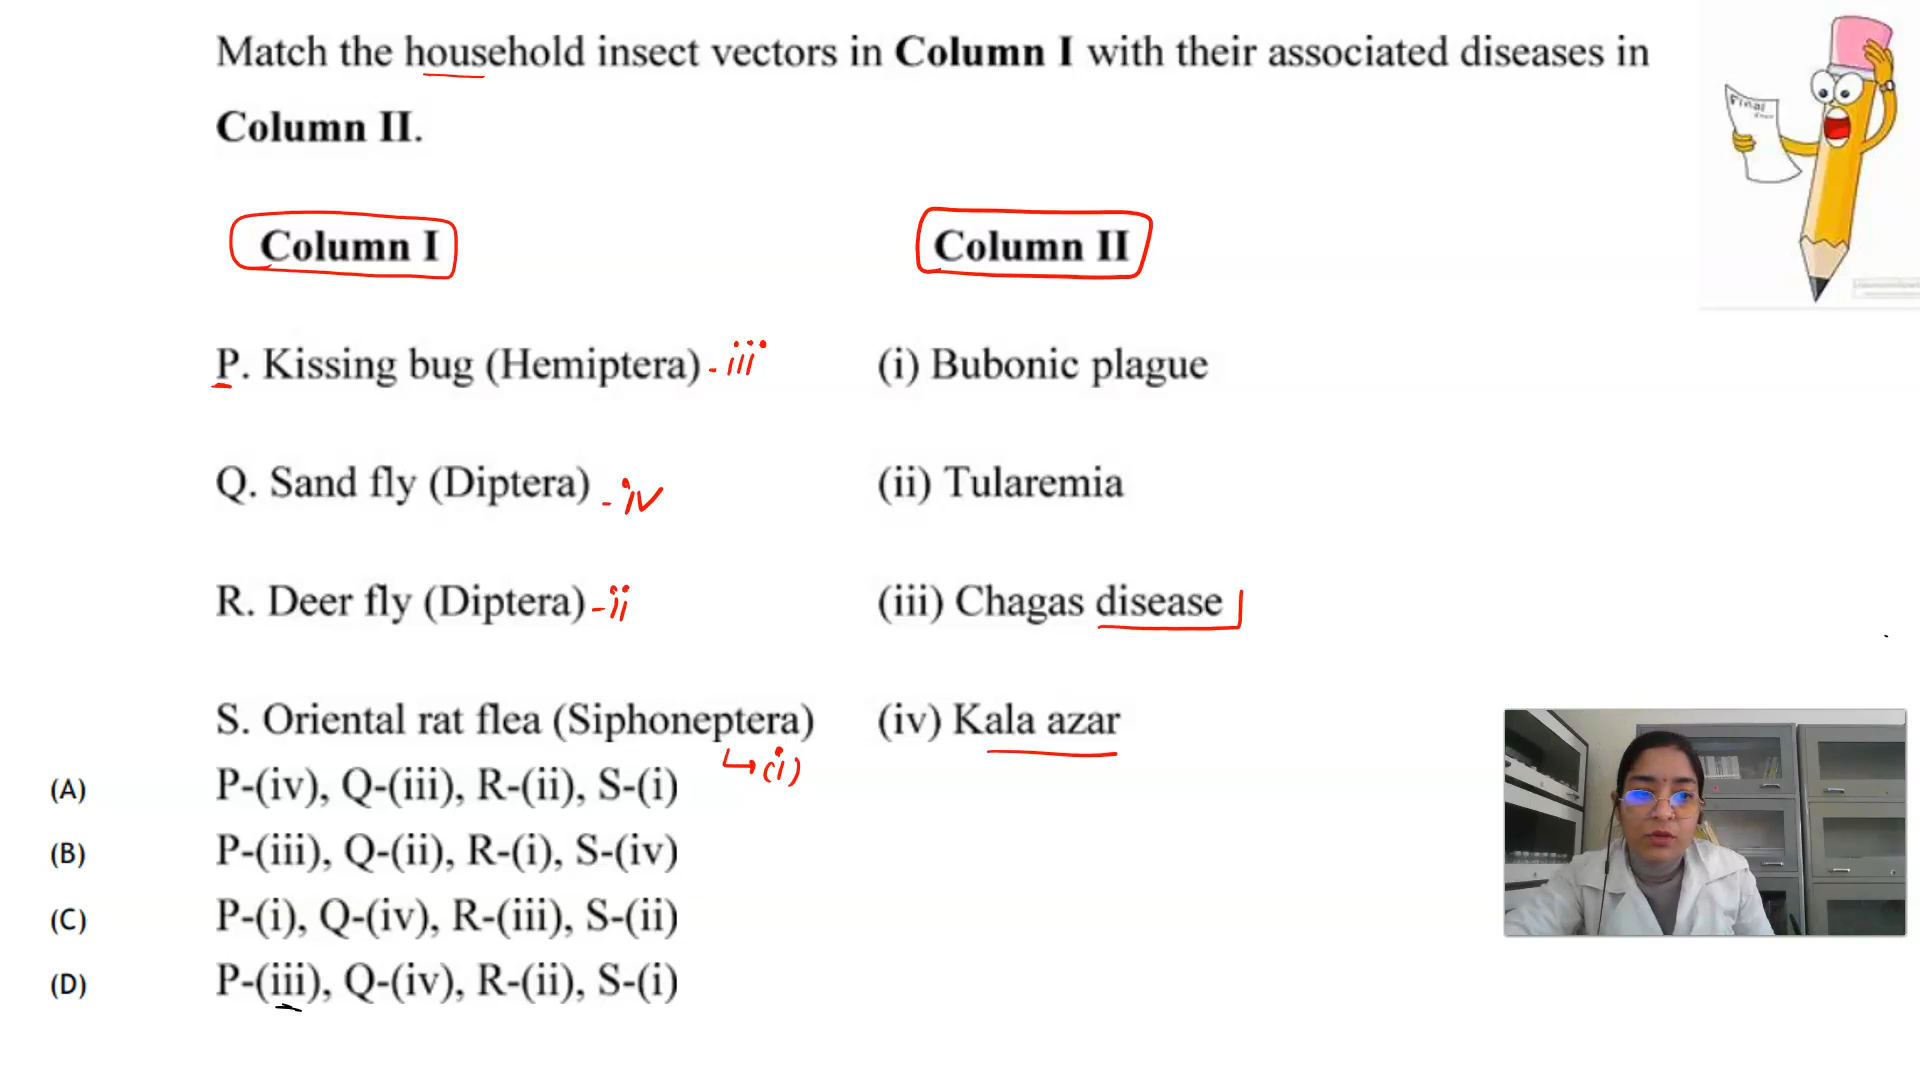 Match the household insect vectors in Column I with their associated diseases in
Column II.
Final
Column I
Column II
P. Kissing bug (Hemiptera) - iii
(i) Bubonic plague
Q. Sand fly (Diptera) - iv
(ii) Tularemia
R. Deer fly (Diptera) - ii
(iii) Chagas disease
S. Oriental rat flea (Siphoneptera)
(iv) Kala azar
↳ (i)
(A) P-(iv), Q-(iii), R-(ii), S-(i)
(B) P-(iii), Q-(ii), R-(i), S-(iv)
(C) P-(i), Q-(iv), R-(iii), S-(ii)
(D) P-(iii), Q-(iv), R-(ii), S-(i)